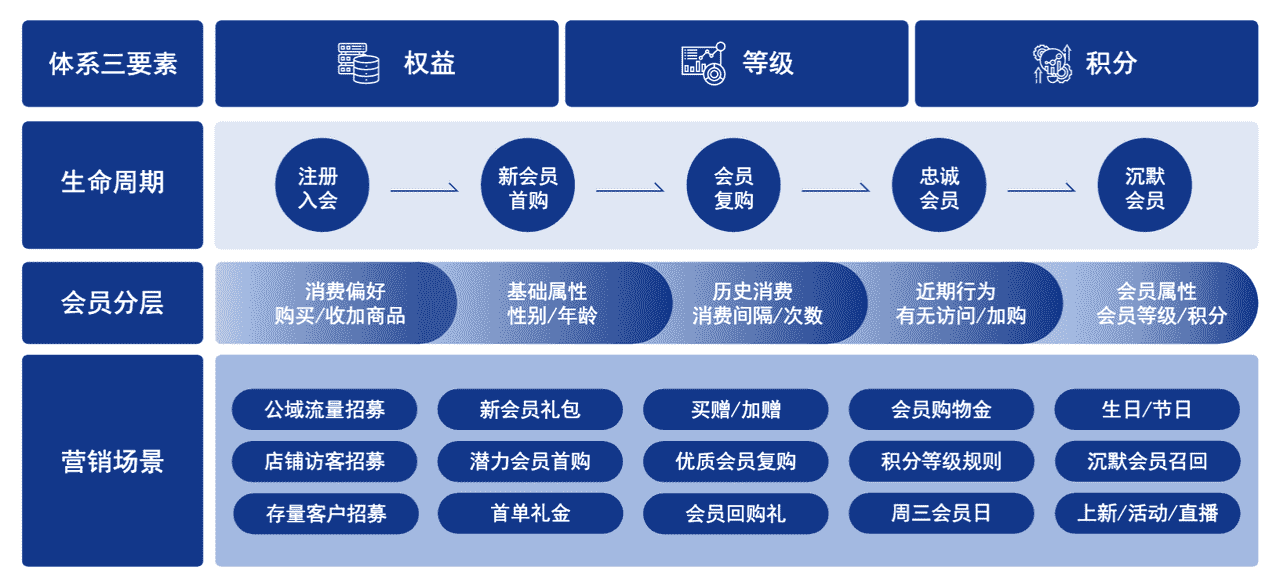 体系三要素
权益
等级
积分
生命周期
注册
入会
新会员
首购
会员
复购
忠诚
会员
沉默
会员
会员分层
消费偏好
购买/收加商品
基础属性
性别/年龄
历史消费
消费间隔/次数
近期行为
有无访问/加购
会员属性
会员等级/积分
营销场景
公域流量招募
新会员礼包
买赠/加赠
会员购物金
生日/节日
店铺访客招募
潜力会员首购
优质会员复购
积分等级规则
沉默会员召回
存量客户招募
首单礼金
会员回购礼
周三会员日
上新/活动/直播